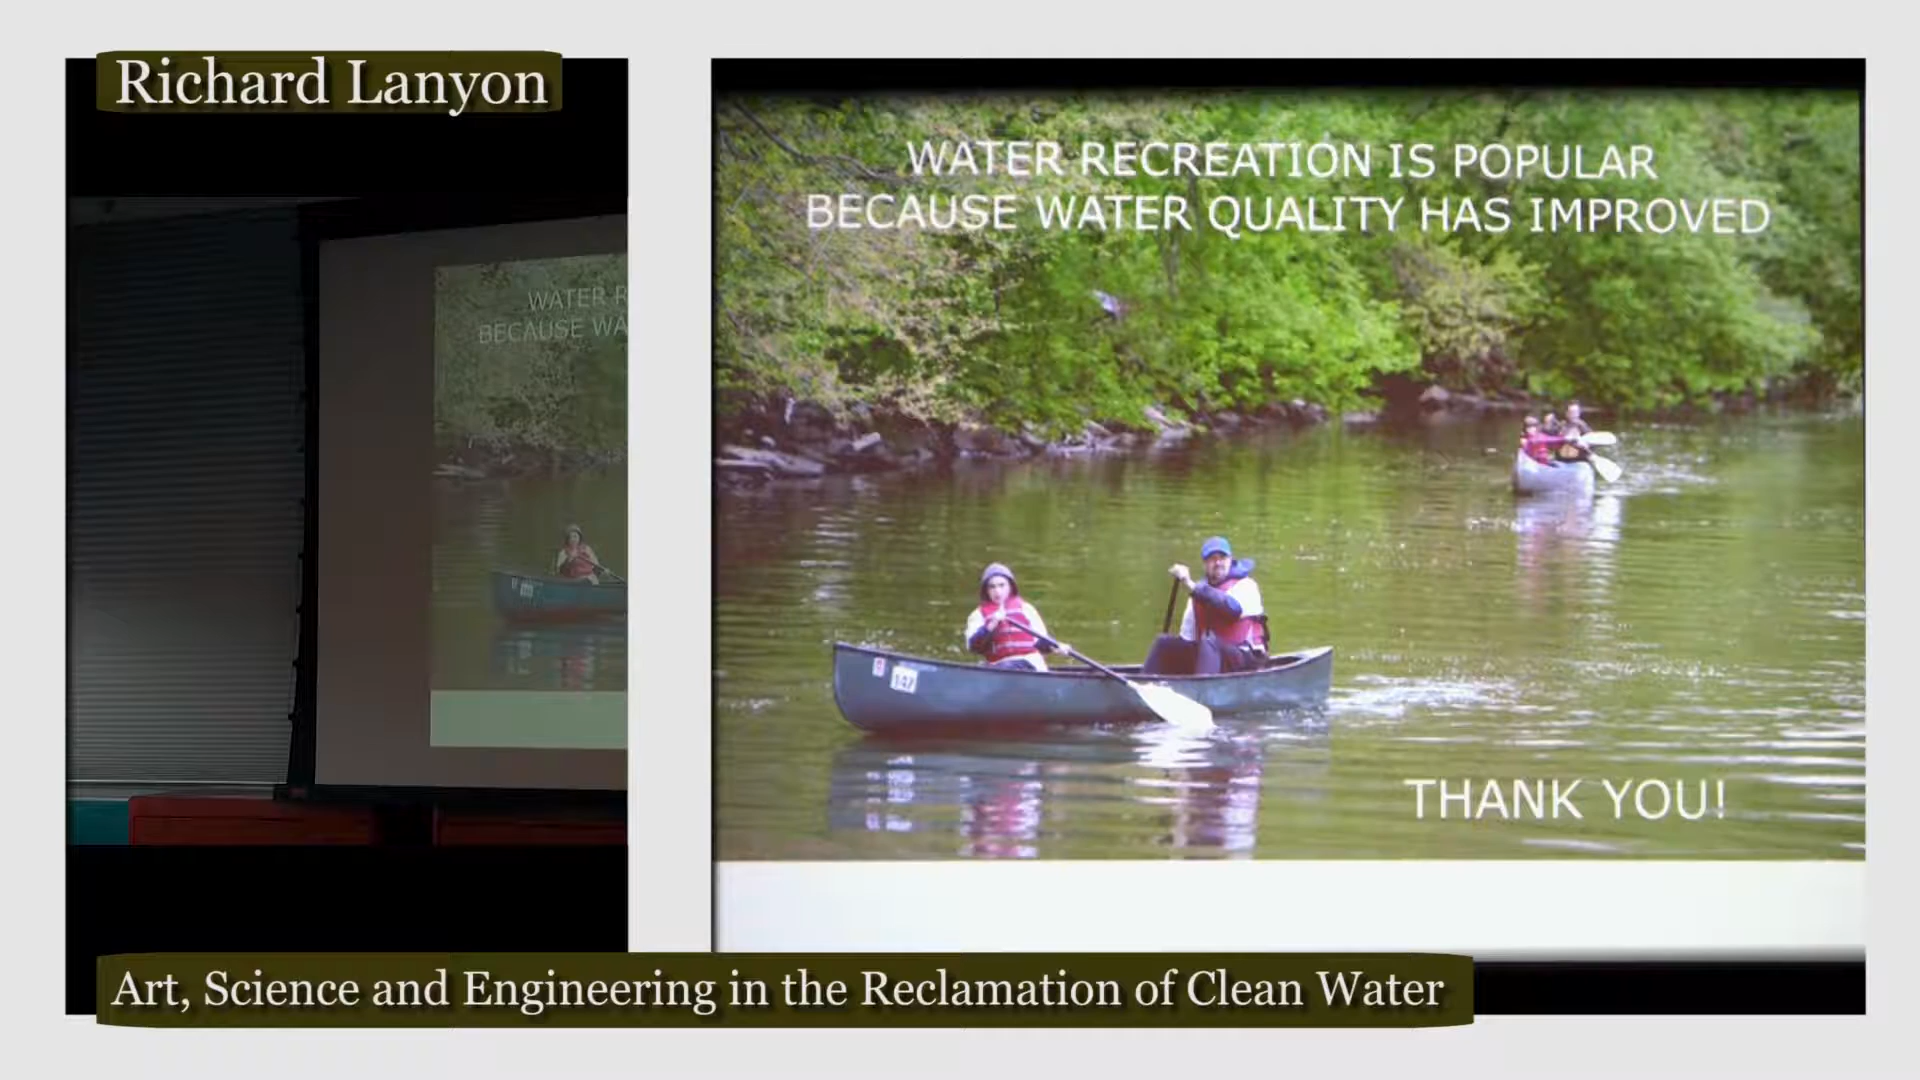 Richard Lanyon
WATER R
BECAUSE WA
WATER RECREATION IS POPULAR
BECAUSE WATER QUALITY HAS IMPROVED
147
THANK YOU!
Art, Science and Engineering in the Reclamation of Clean Water